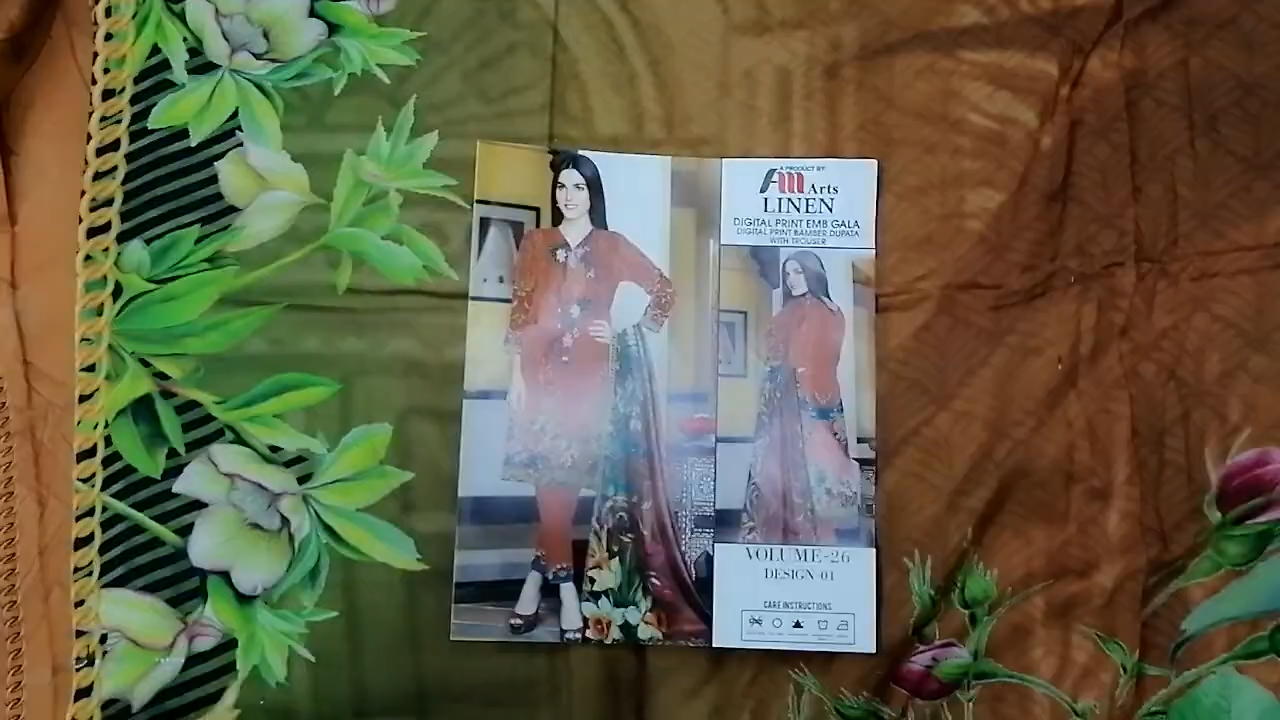 A PRODUCT BY
AM Arts
LINEN
DIGITAL PRINT EMB GALA
DIGITAL PRINT BAMBER DUPATA
WITH TROUSER
VOLUME-26
DESIGN-01
CARE INSTRUCTIONS